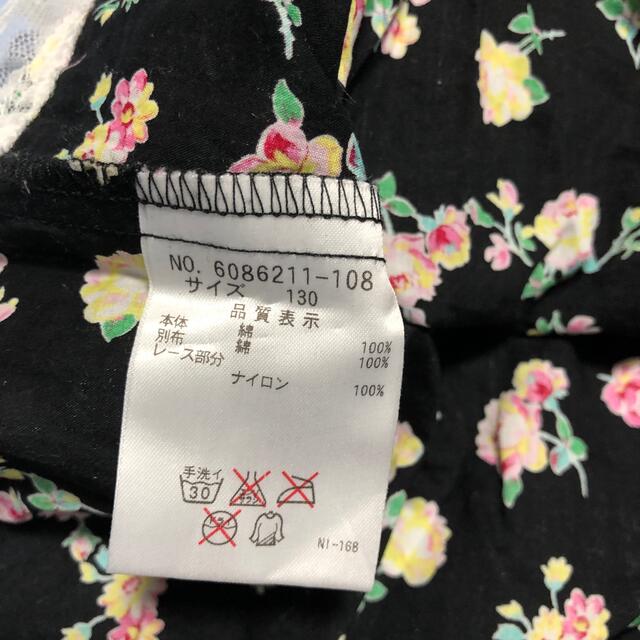 NO. 6086211-108
サイズ 130
品質表示
本体 綿 100%
別布 綿 100%
レース部分
ナイロン 100%
手洗イ
30
NI-168